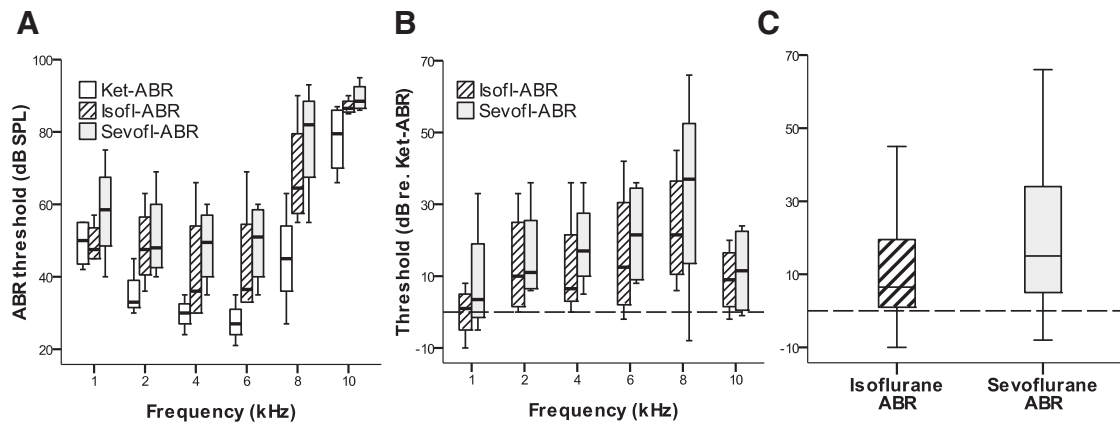 A
ABR threshold (dB SPL)
100
80
60
40
20
Ket-ABR
Isofl-ABR
Sevofl-ABR
1 2 4 6 8 10
Frequency (kHz)
B
Threshold (dB re. Ket-ABR)
70
50
30
10
-10
Isofl-ABR
Sevofl-ABR
1 2 4 6 8 10
Frequency (kHz)
C
70
50
30
10
-10
Isoflurane
ABR
Sevoflurane
ABR